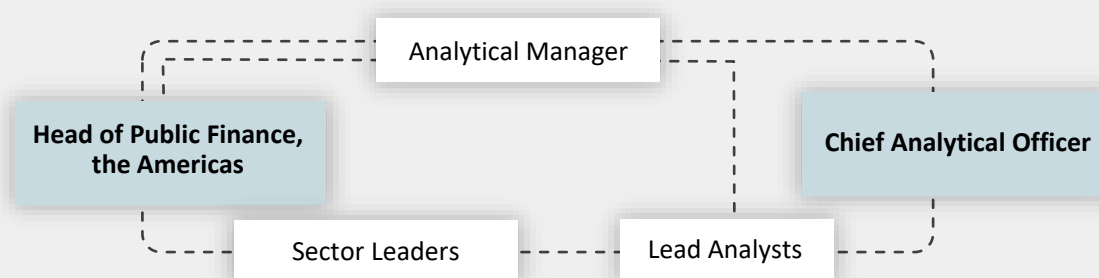 Analytical Manager
Head of Public Finance,
the Americas
Chief Analytical Officer
Sector Leaders
Lead Analysts